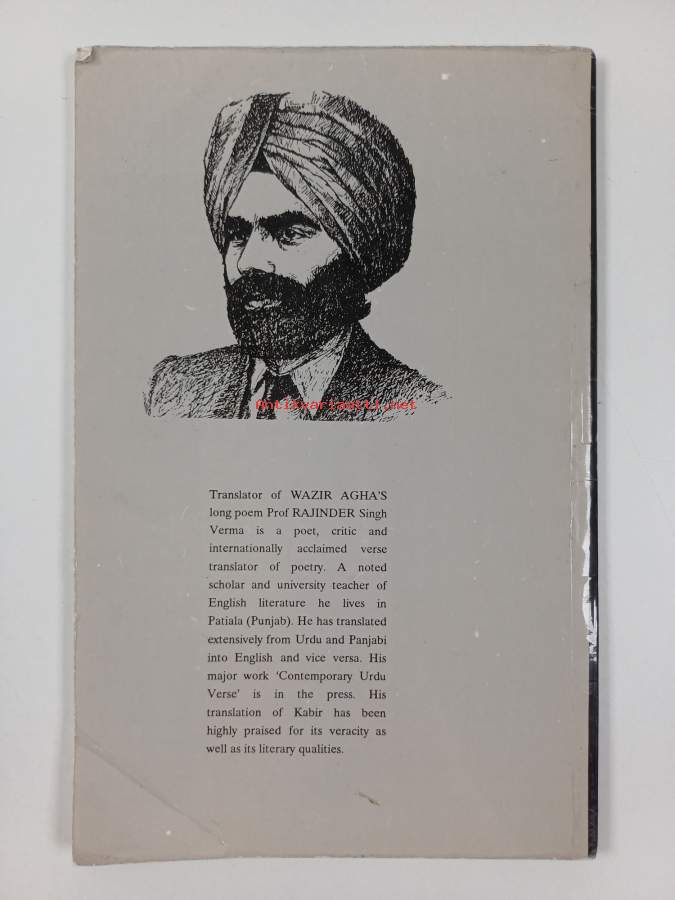 Antikvariaatti.net
Translator of WAZIR AGHA'S
long poem Prof RAJINDER Singh
Verma is a poet, critic and
internationally acclaimed verse
translator of poetry. A noted
scholar and university teacher of
English literature he lives in
Patiala (Punjab). He has translated
extensively from Urdu and Panjabi
into English and vice versa. His
major work 'Contemporary Urdu
Verse' is in the press. His
translation of Kabir has been
highly praised for its veracity as
well as its literary qualities.